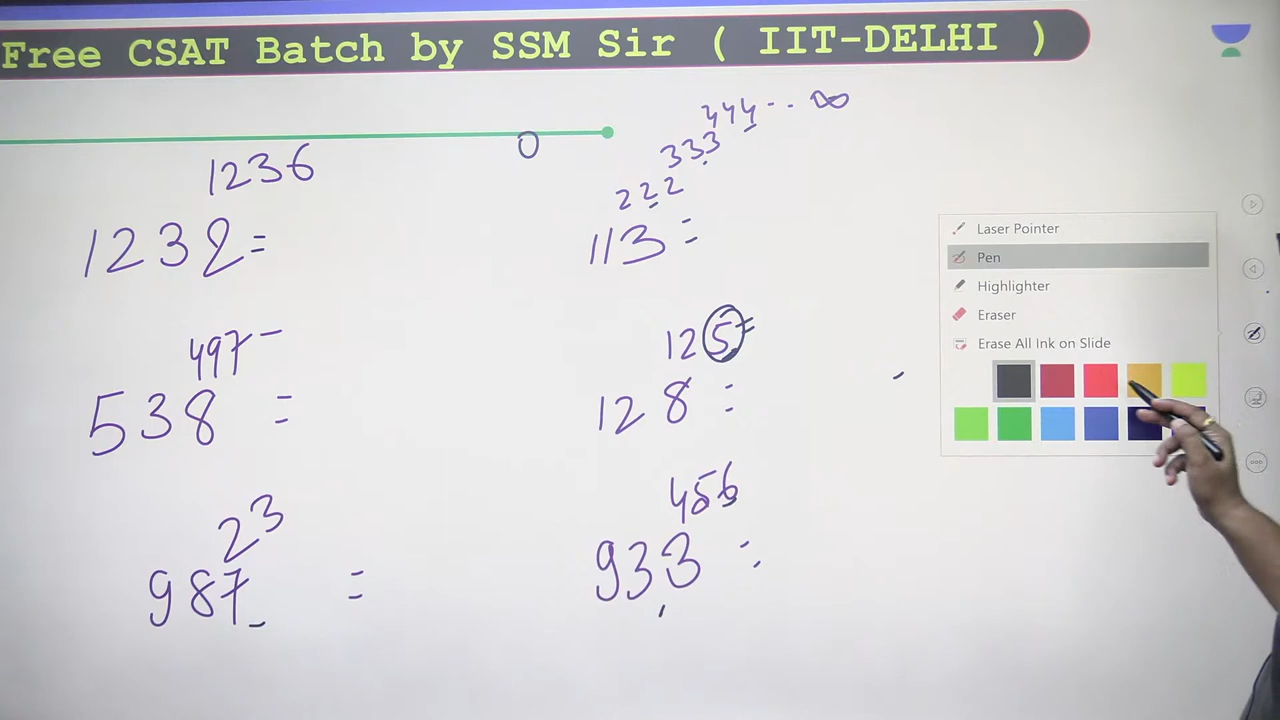 Free CSAT Batch by SSM Sir ( IIT-DELHI )
444.. ∞
333
222
0
1236
1232=
113=
Laser Pointer
Pen
Highlighter
Eraser
Erase All Ink on Slide
497
538 =
125=
128=
23
987 =
456
933=